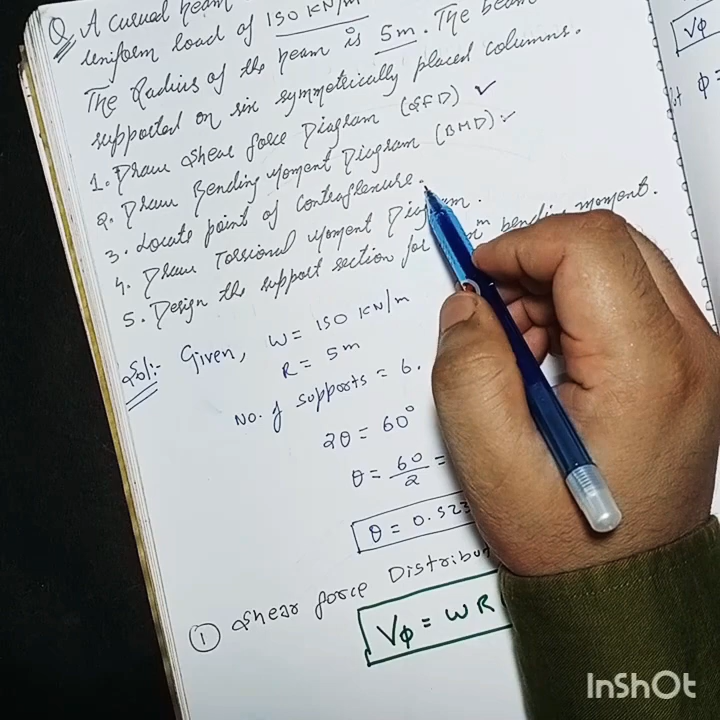 Q. A curved beam
uniform load of 150 KN/m
The Radius of the beam is 5m. The beam
supported on six symmetrically placed columns.
1. Draw Shear force Diagram (SFD) ✓
2. Draw Bending Moment Diagram (BMD) ✓
3. Locate point of contraflexure.
4. Draw Torsional Moment Diagram.
5. Design the support section for bending moment.
Sol:- Given, W = 150 KN/m
R = 5m
No. of supports = 6.
2θ = 60°
θ = 60/2 =
θ = 0.523
① Shear force Distribut
Vφ = WR
Vφ
φ =
InShOt